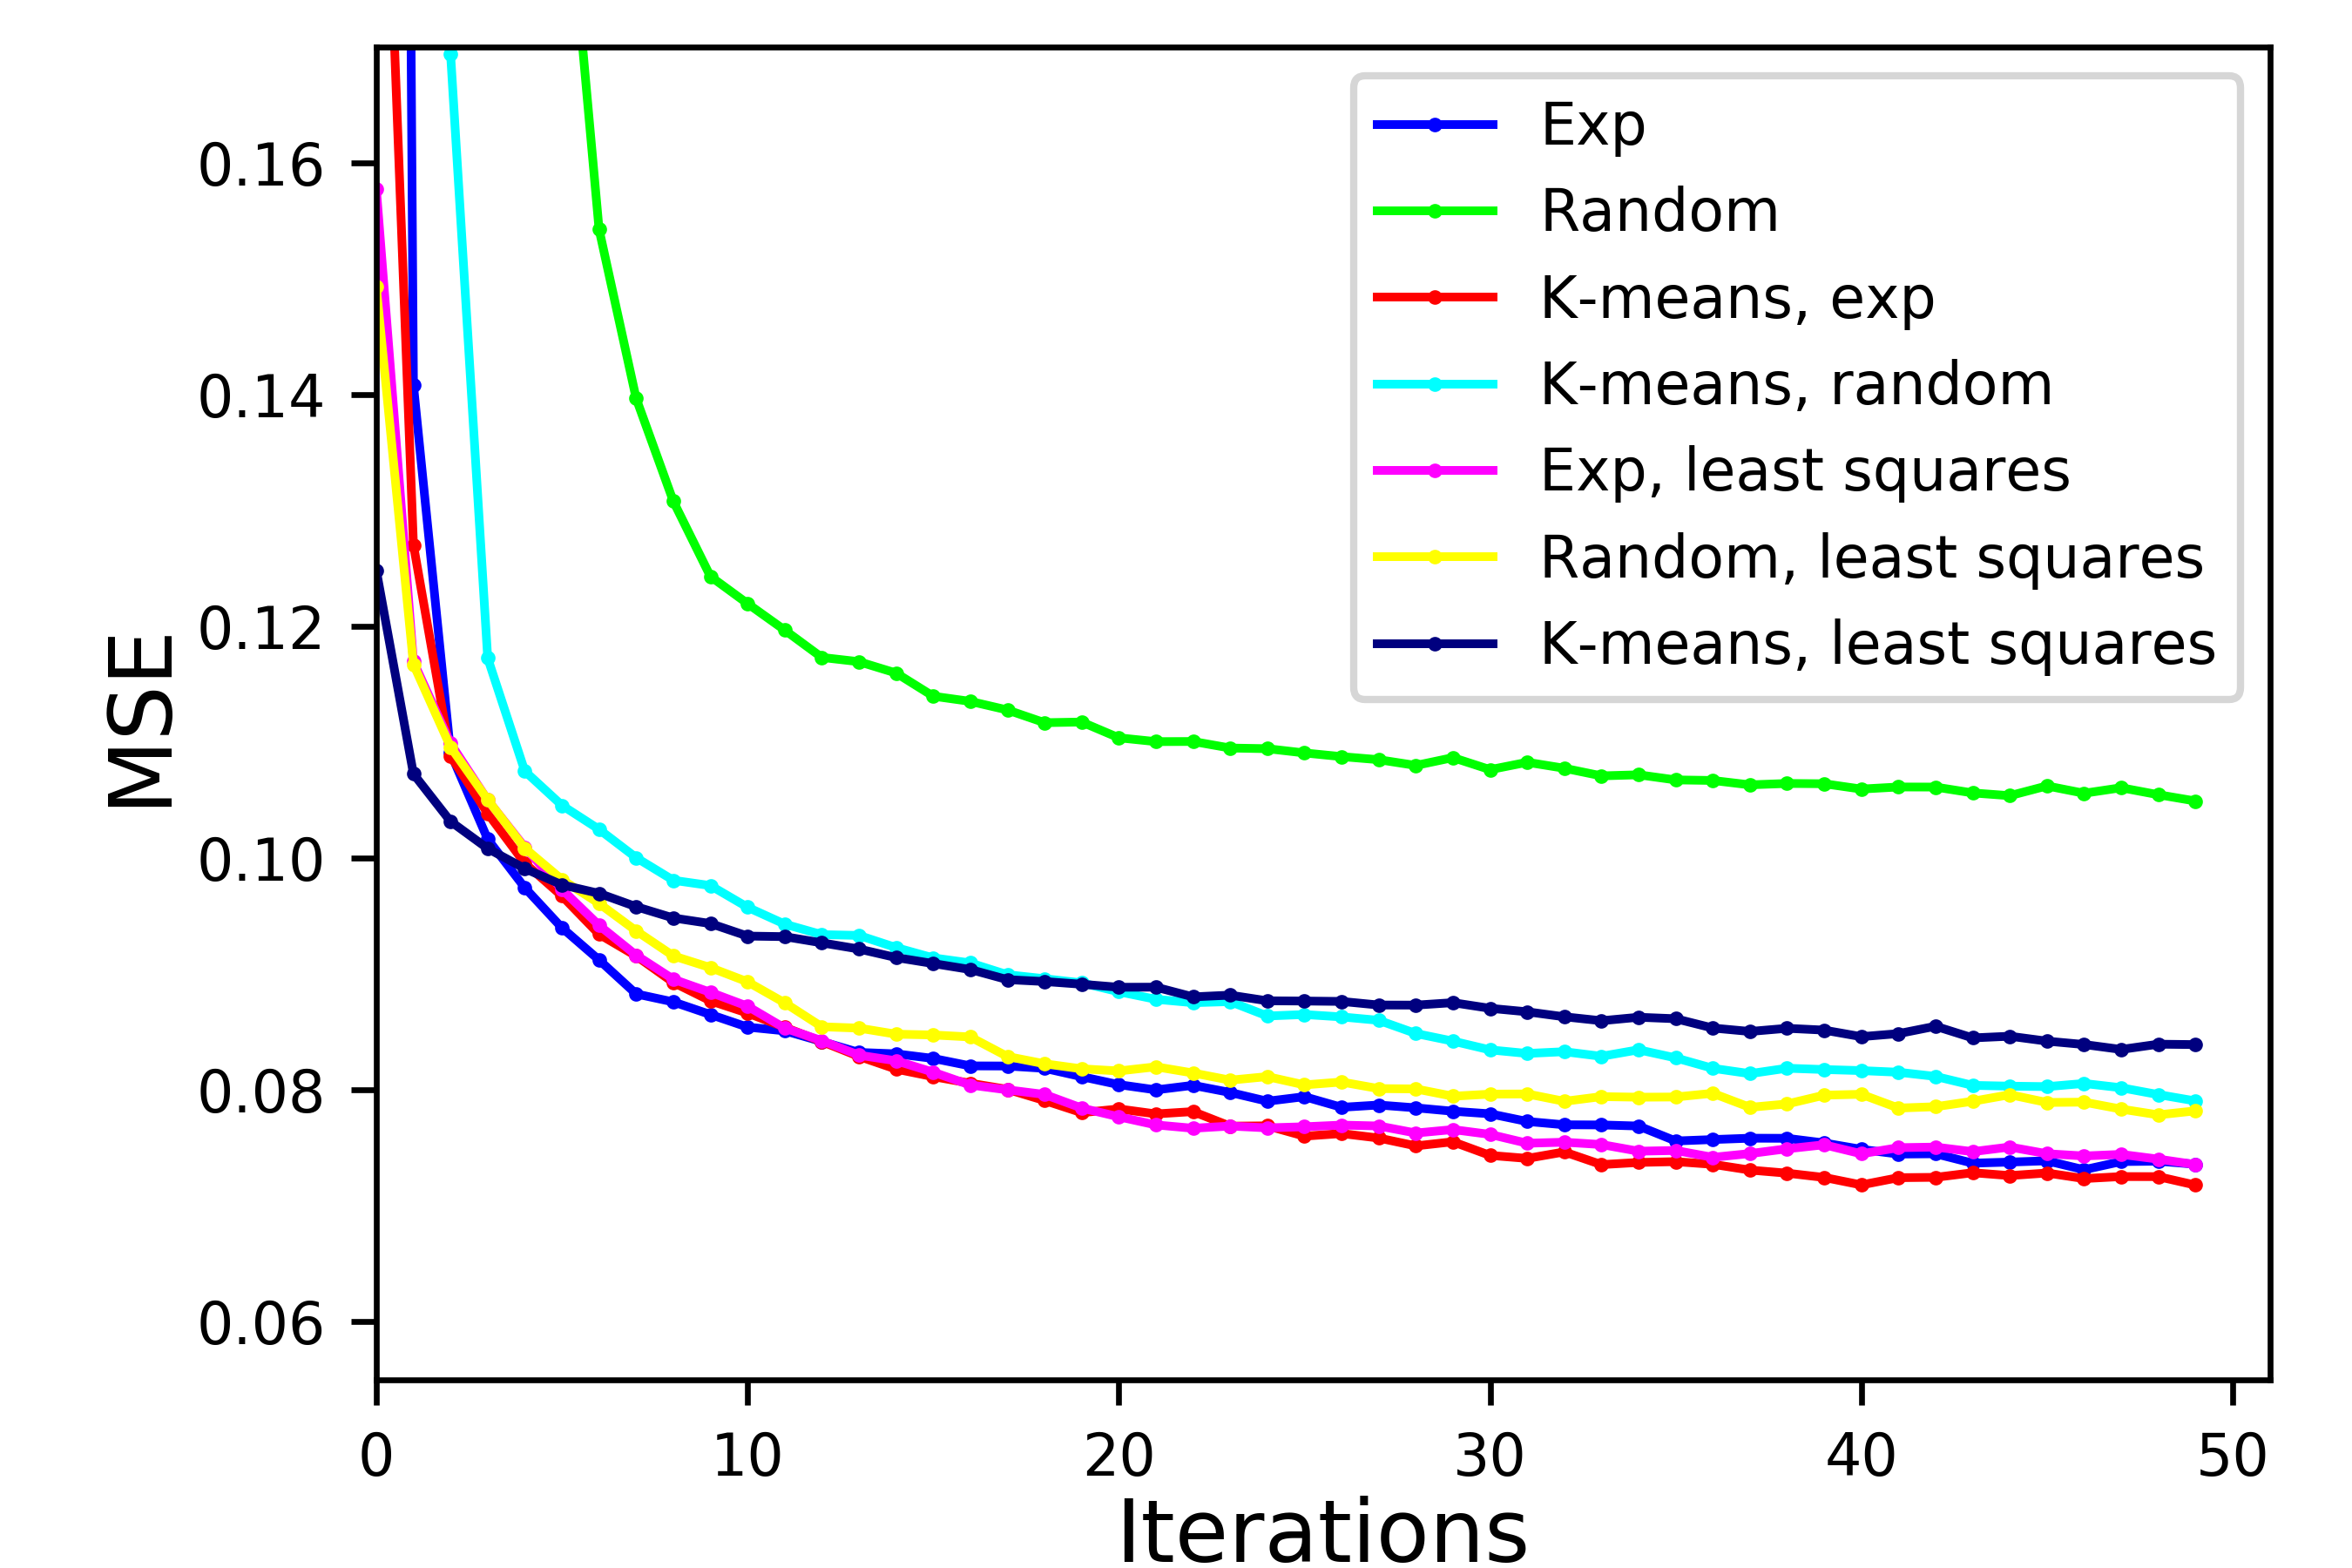 0.16
0.14
0.12
0.10
0.08
0.06
MSE
0 10 20 30 40 50
Iterations
Exp
Random
K-means, exp
K-means, random
Exp, least squares
Random, least squares
K-means, least squares